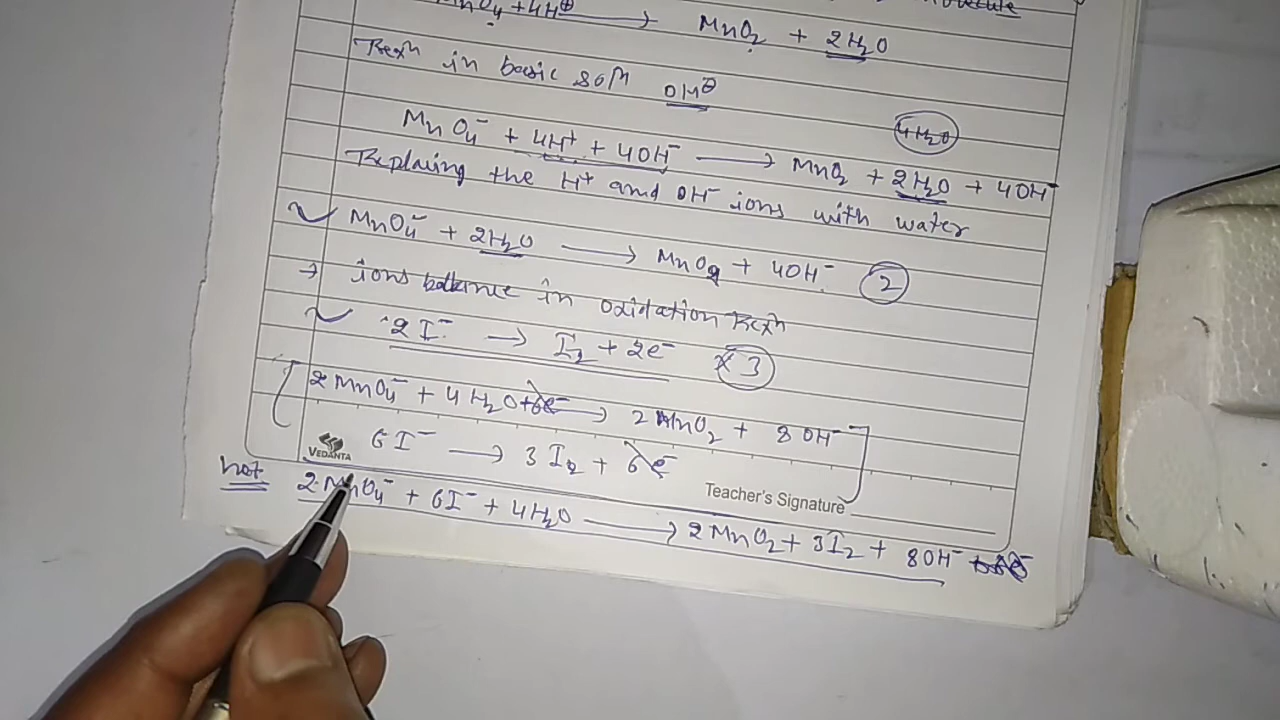 MnO₄ + 4H⊕ → MnO₂ + 2H₂O
Rexn in basic soln OH⊖
4H₂O
MnO₄⁻ + 4H⁺ + 4OH⁻ → MnO₂ + 2H₂O + 4OH⁻
Replacing the H⁺ and OH⁻ ions with water
MnO₄⁻ + 2H₂O → MnO₂ + 4OH⁻ 2
→ ions balance in oxidation Rexn
2I⁻ → I₂ + 2e⁻ × 3
2MnO₄⁻ + 4H₂O + 6e⁻ → 2MnO₂ + 8OH⁻
6I⁻ → 3I₂ + 6e⁻
VEDANTA
Teacher's Signature
Net 2MnO₄⁻ + 6I⁻ + 4H₂O → 2MnO₂ + 3I₂ + 8OH⁻